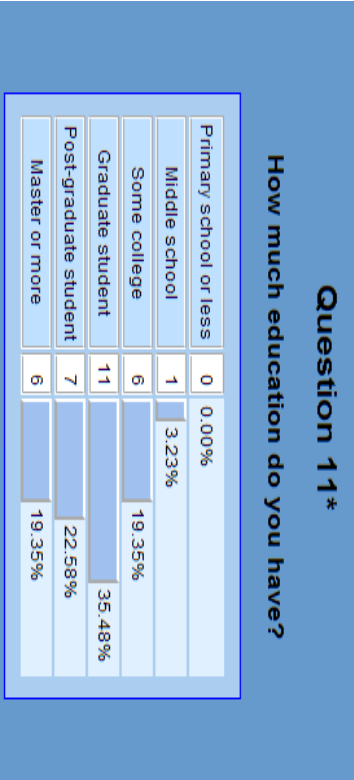 Question 11*
How much education do you have?
Primary school or less 0 0.00%
Middle school 1 3.23%
Some college 6 19.35%
Graduate student 11 35.48%
Post-graduate student 7 22.58%
Master or more 6 19.35%